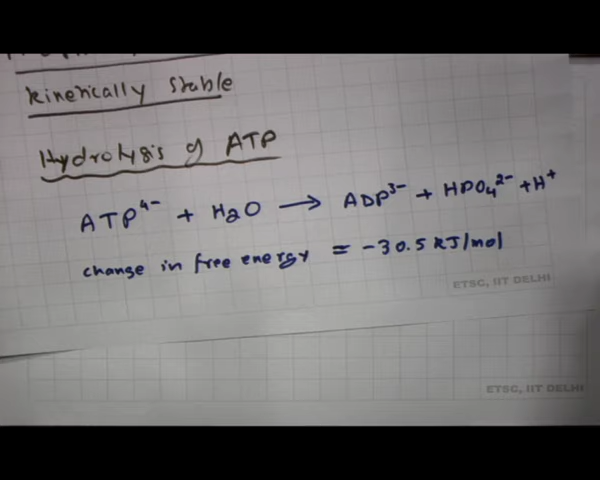 kinetically stable
Hydrolysis of ATP
ATP⁴⁻ + H₂O → ADP³⁻ + HPO₄²⁻ + H⁺
change in free energy = -30.5 kJ/mol
ETSC, IIT DELHI
ETSC, IIT DELHI